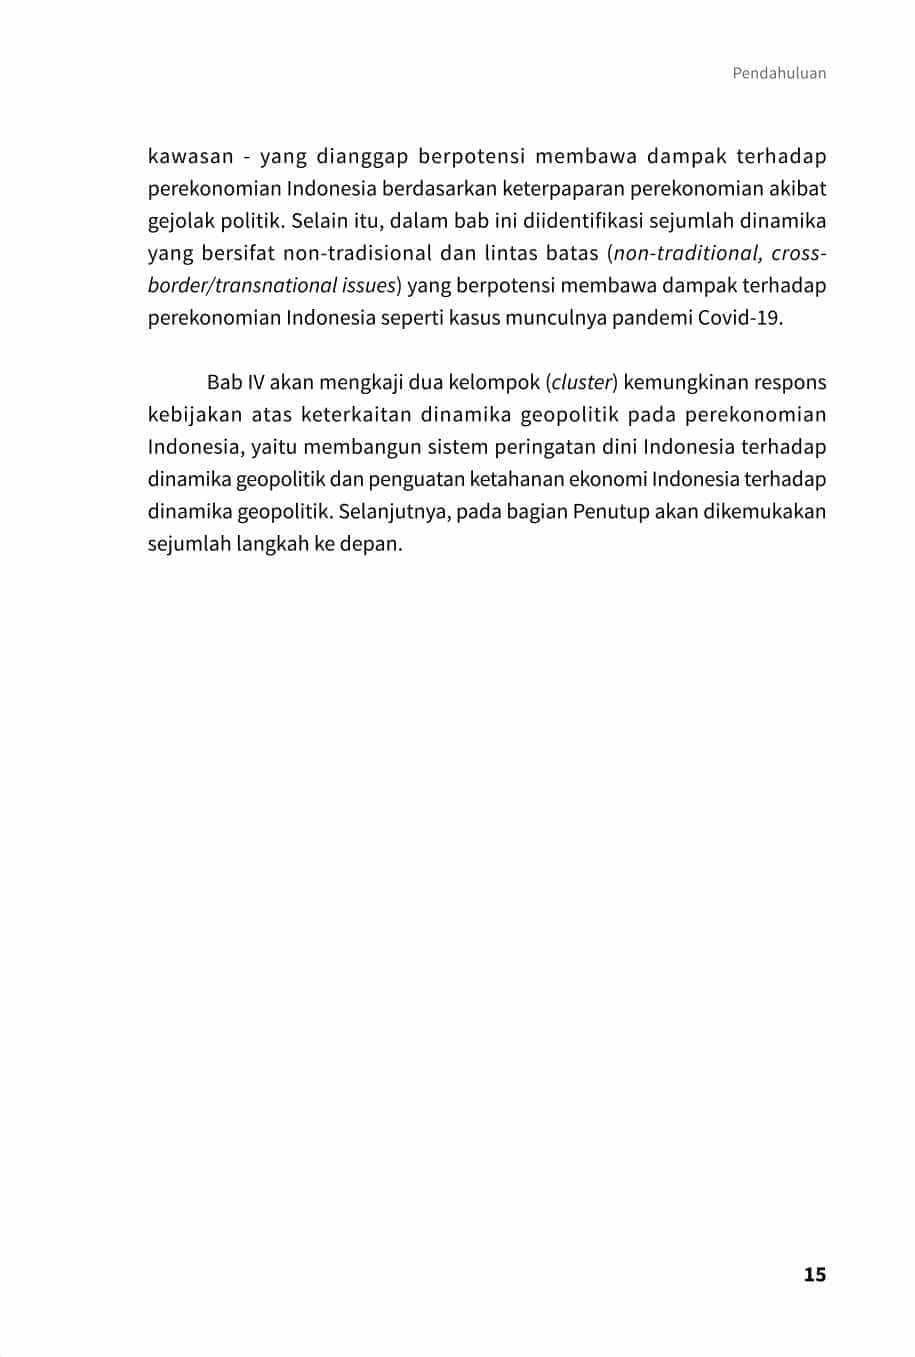 Pendahuluan
kawasan - yang dianggap berpotensi membawa dampak terhadap
perekonomian Indonesia berdasarkan keterpaparan perekonomian akibat
gejolak politik. Selain itu, dalam bab ini diidentifikasi sejumlah dinamika
yang bersifat non-tradisional dan lintas batas (non-traditional, cross-
border/transnational issues) yang berpotensi membawa dampak terhadap
perekonomian Indonesia seperti kasus munculnya pandemi Covid-19.
Bab IV akan mengkaji dua kelompok (cluster) kemungkinan respons
kebijakan atas keterkaitan dinamika geopolitik pada perekonomian
Indonesia, yaitu membangun sistem peringatan dini Indonesia terhadap
dinamika geopolitik dan penguatan ketahanan ekonomi Indonesia terhadap
dinamika geopolitik. Selanjutnya, pada bagian Penutup akan dikemukakan
sejumlah langkah ke depan.
15